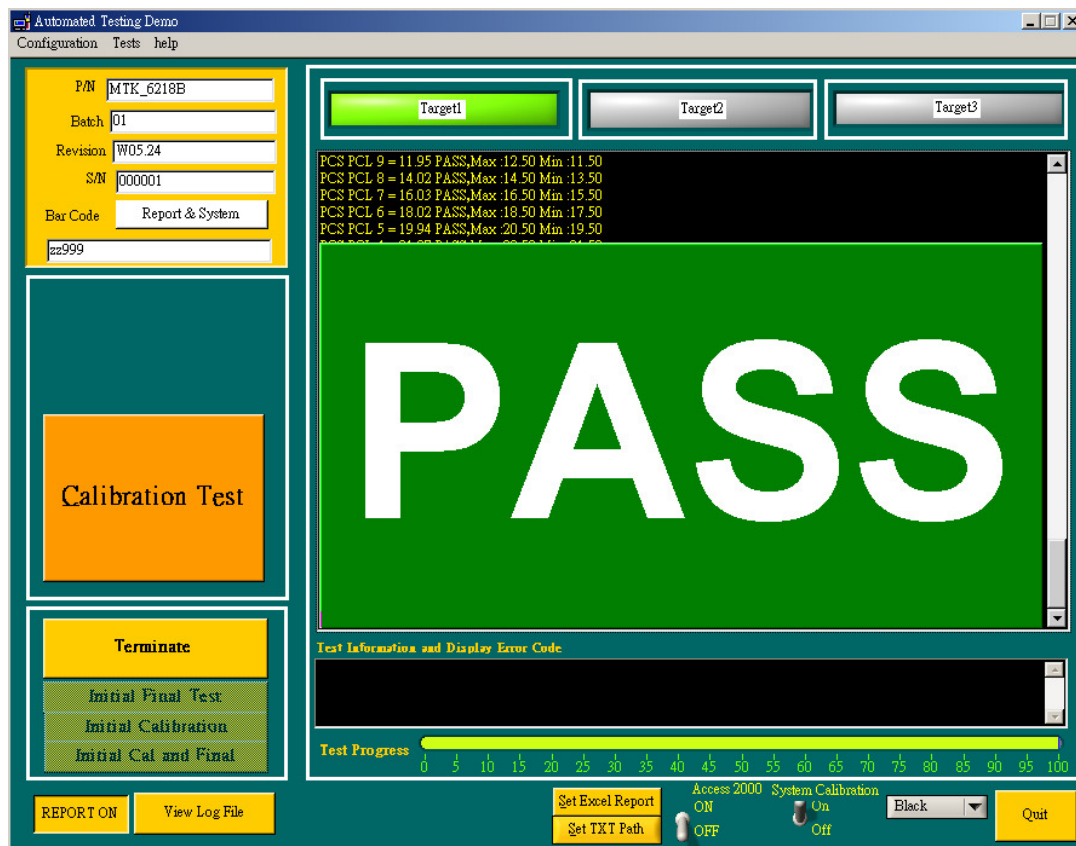 Automated Testing Demo
Configuration Tests help
P/N MTK_6218B
Batch 01
Revision W05.24
S/N 000001
Bar Code Report & System
zz999
Calibration Test
Terminate
Initial Final Test
Initial Calibration
Initial Cal and Final
REPORT ON
View Log File
Target1
Target2
Target3
PCS PCL 9 = 11.95 PASS,Max :12.50 Min :11.50
PCS PCL 8 = 14.02 PASS,Max :14.50 Min :13.50
PCS PCL 7 = 16.03 PASS,Max :16.50 Min :15.50
PCS PCL 6 = 18.02 PASS,Max :18.50 Min :17.50
PCS PCL 5 = 19.94 PASS,Max :20.50 Min :19.50
PASS
Test Information and Display Error Code
Test Progress
0 5 10 15 20 25 30 35 40 45 50 55 60 65 70 75 80 85 90 95 100
Set Excel Report
Set TXT Path
Access 2000
ON
OFF
System Calibration
On
Off
Black
Quit